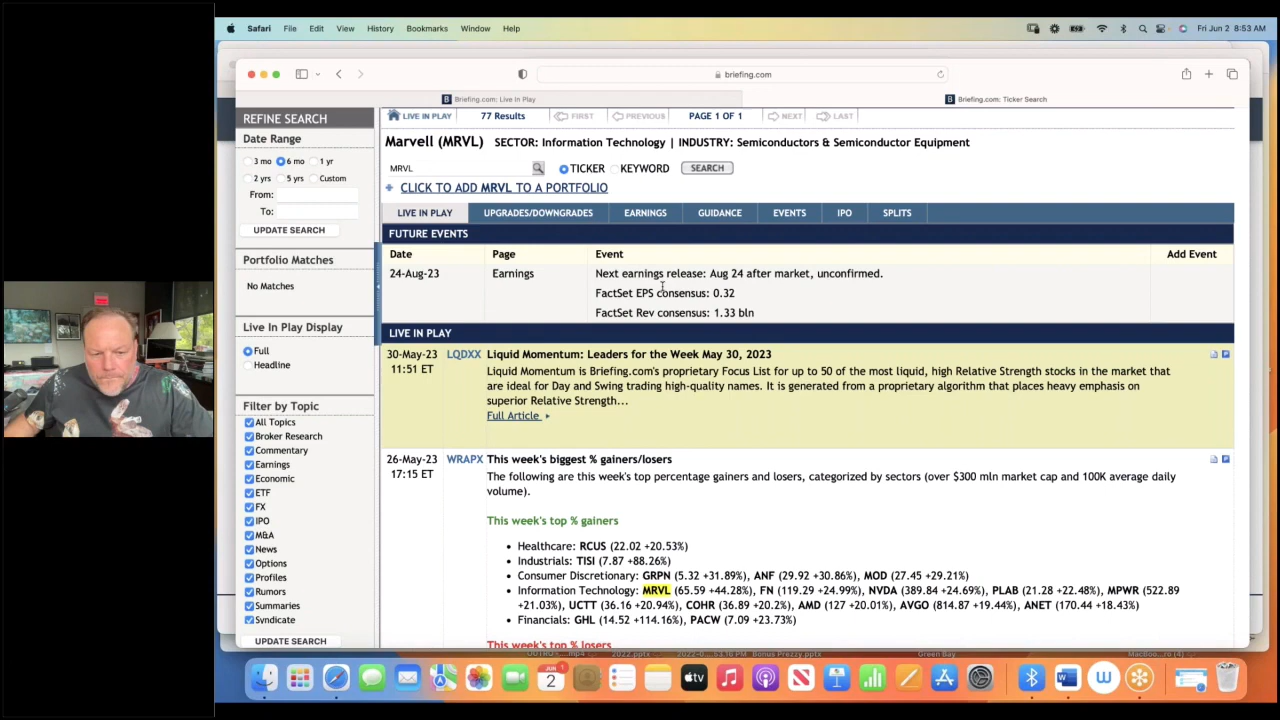 Safari File Edit View History Bookmarks Window Help
Fri Jun 2 8:53 AM
briefing.com
Briefing.com: Live In Play
Briefing.com: Ticker Search
REFINE SEARCH
Date Range
3 mo 6 mo 1 yr
2 yrs 5 yrs Custom
From:
To:
UPDATE SEARCH
Portfolio Matches
No Matches
Live In Play Display
Full
Headline
Filter by Topic
All Topics
Broker Research
Commentary
Earnings
Economic
ETF
FX
IPO
M&A
News
Options
Profiles
Rumors
Summaries
Syndicate
UPDATE SEARCH
LIVE IN PLAY 77 Results FIRST PREVIOUS PAGE 1 OF 1 NEXT LAST
Marvell (MRVL) SECTOR: Information Technology | INDUSTRY: Semiconductors & Semiconductor Equipment
MRVL TICKER KEYWORD SEARCH
+ CLICK TO ADD MRVL TO A PORTFOLIO
LIVE IN PLAY UPGRADES/DOWNGRADES EARNINGS GUIDANCE EVENTS IPO SPLITS
FUTURE EVENTS
Date Page Event Add Event
24-Aug-23 Earnings Next earnings release: Aug 24 after market, unconfirmed.
FactSet EPS consensus: 0.32
FactSet Rev consensus: 1.33 bln
LIVE IN PLAY
30-May-23 LQDXX Liquid Momentum: Leaders for the Week May 30, 2023
11:51 ET
Liquid Momentum is Briefing.com's proprietary Focus List for up to 50 of the most liquid, high Relative Strength stocks in the market that
are ideal for Day and Swing trading high-quality names. It is generated from a proprietary algorithm that places heavy emphasis on
superior Relative Strength...
Full Article
26-May-23 WRAPX This week's biggest % gainers/losers
17:15 ET
The following are this week's top percentage gainers and losers, categorized by sectors (over $300 mln market cap and 100K average daily
volume).
This week's top % gainers
• Healthcare: RCUS (22.02 +20.53%)
• Industrials: TISI (7.87 +88.26%)
• Consumer Discretionary: GRPN (5.32 +31.89%), ANF (29.92 +30.86%), MOD (27.45 +29.21%)
• Information Technology: MRVL (65.59 +44.28%), FN (119.29 +24.99%), NVDA (389.84 +24.69%), PLAB (21.28 +22.48%), MPWR (522.89
+21.03%), UCTT (36.16 +20.94%), COHR (36.89 +20.2%), AMD (127 +20.01%), AVGO (814.87 +19.44%), ANET (170.44 +18.43%)
• Financials: GHL (14.52 +114.16%), PACW (7.09 +23.73%)
This week's top % losers
Bonus Prezzy.pptx
Green Bay
JUN
2
tv